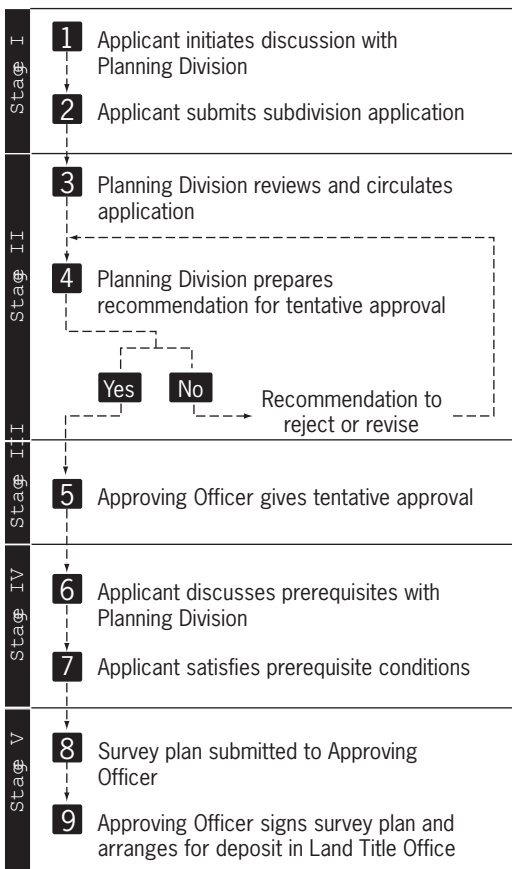 Stage I
1 Applicant initiates discussion with
Planning Division
2 Applicant submits subdivision application
Stage II
3 Planning Division reviews and circulates
application
4 Planning Division prepares
recommendation for tentative approval
Yes No
Recommendation to
reject or revise
Stage III
5 Approving Officer gives tentative approval
Stage IV
6 Applicant discusses prerequisites with
Planning Division
7 Applicant satisfies prerequisite conditions
Stage V
8 Survey plan submitted to Approving
Officer
9 Approving Officer signs survey plan and
arranges for deposit in Land Title Office